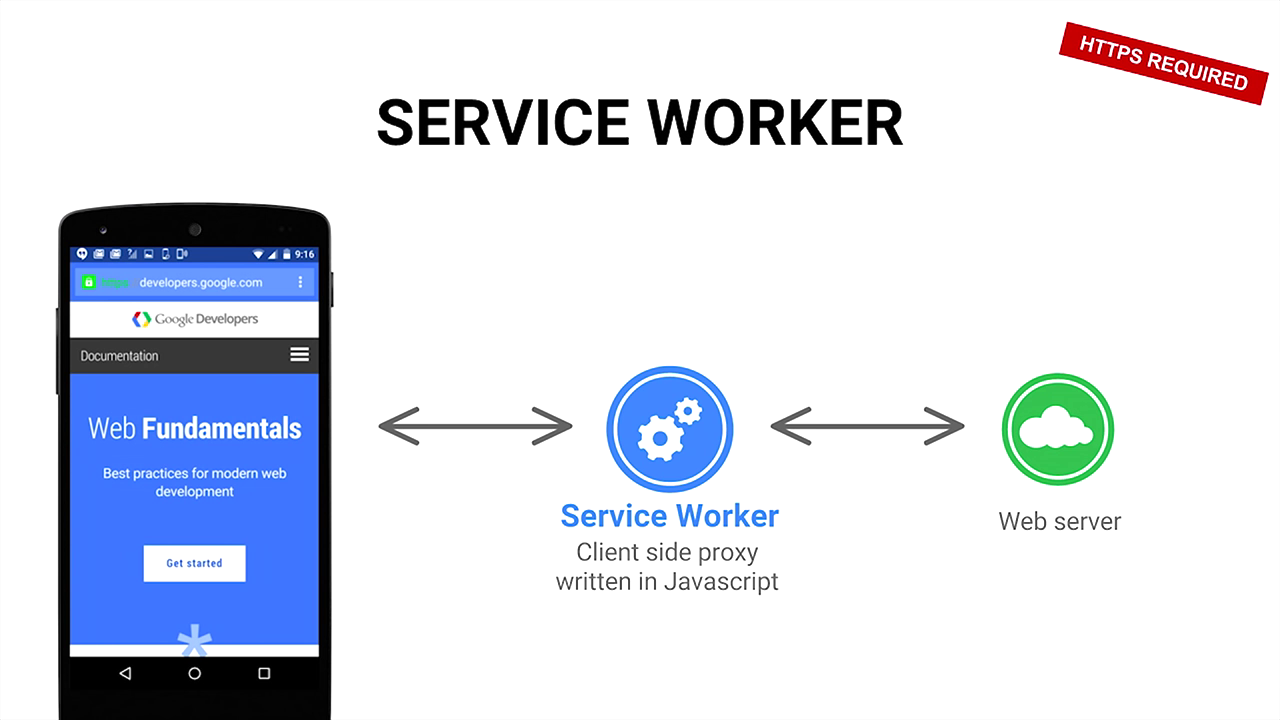 HTTPS REQUIRED
SERVICE WORKER
9:16
https
developers.google.com
Google Developers
Documentation
Web Fundamentals
Best practices for modern web
development
Get started
Service Worker
Client side proxy
written in Javascript
Web server